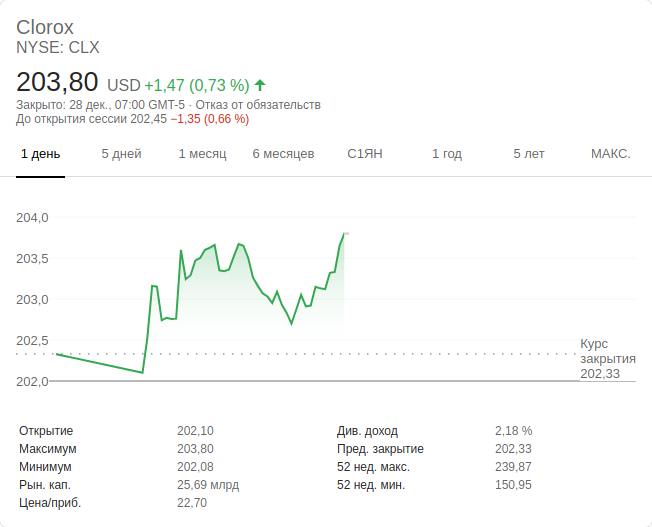 Clorox
NYSE: CLX
203,80 USD +1,47 (0,73 %)
Закрыто: 28 дек., 07:00 GMT-5 · Отказ от обязательств
До открытия сессии 202,45 −1,35 (0,66 %)
1 день 5 дней 1 месяц 6 месяцев С1ЯН 1 год 5 лет МАКС.
204,0
203,5
203,0
202,5
202,0
Курс
закрытия
202,33
Открытие 202,10 Див. доход 2,18 %
Максимум 203,80 Пред. закрытие 202,33
Минимум 202,08 52 нед. макс. 239,87
Рын. кап. 25,69 млрд 52 нед. мин. 150,95
Цена/приб. 22,70